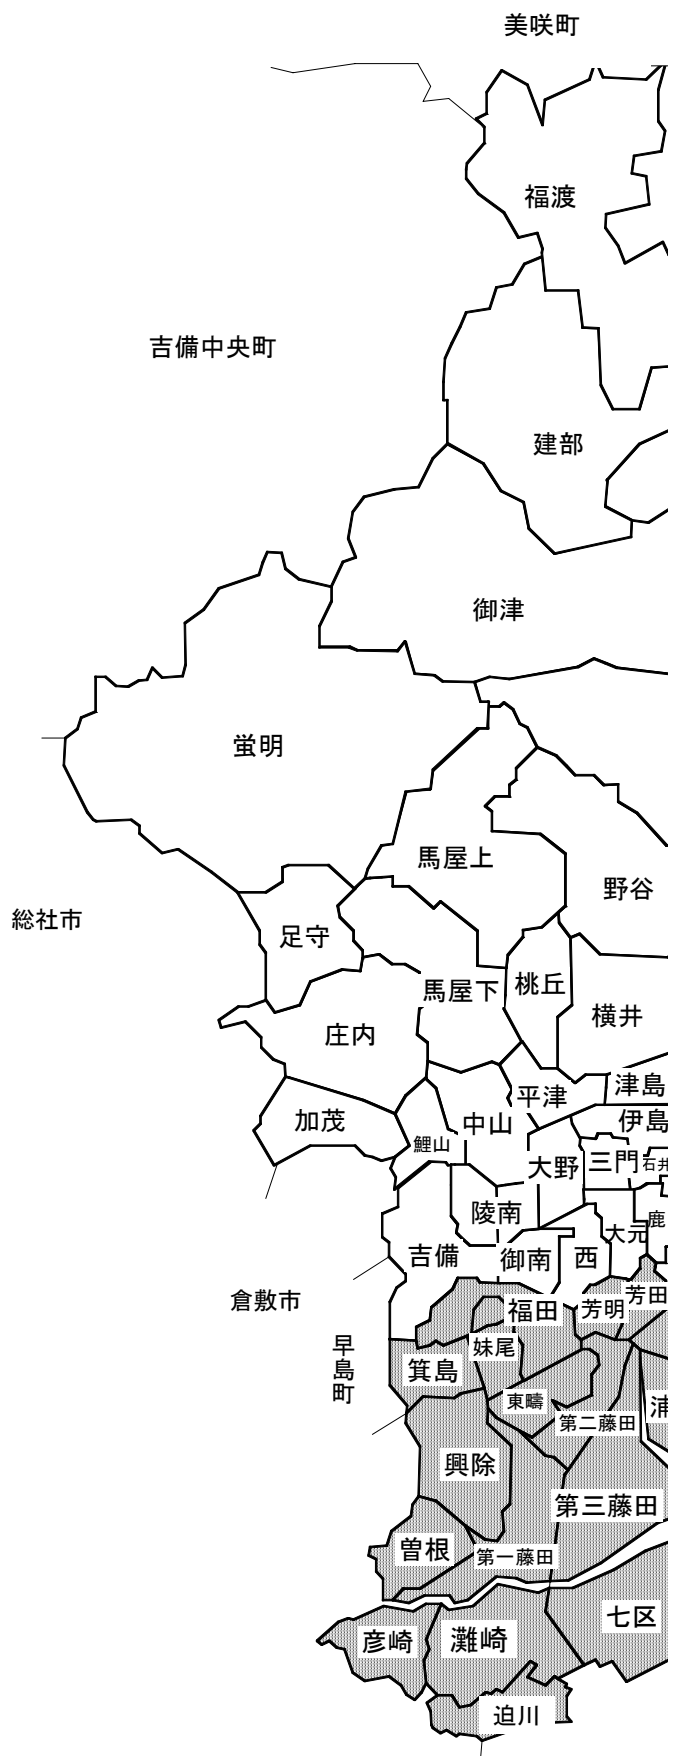 美咲町
福渡
吉備中央町
建部
御津
蛍明
馬屋上
野谷
総社市
足守
馬屋下
桃丘
横井
庄内
津島
平津
加茂
中山
伊島
鯉山
大野
三門
石井
陵南
鹿
大元
吉備
御南
西
倉敷市
芳田
福田
芳明
早島町
妹尾
箕島
東疇
浦
第二藤田
興除
第三藤田
曽根
第一藤田
七区
彦崎
灘崎
迫川